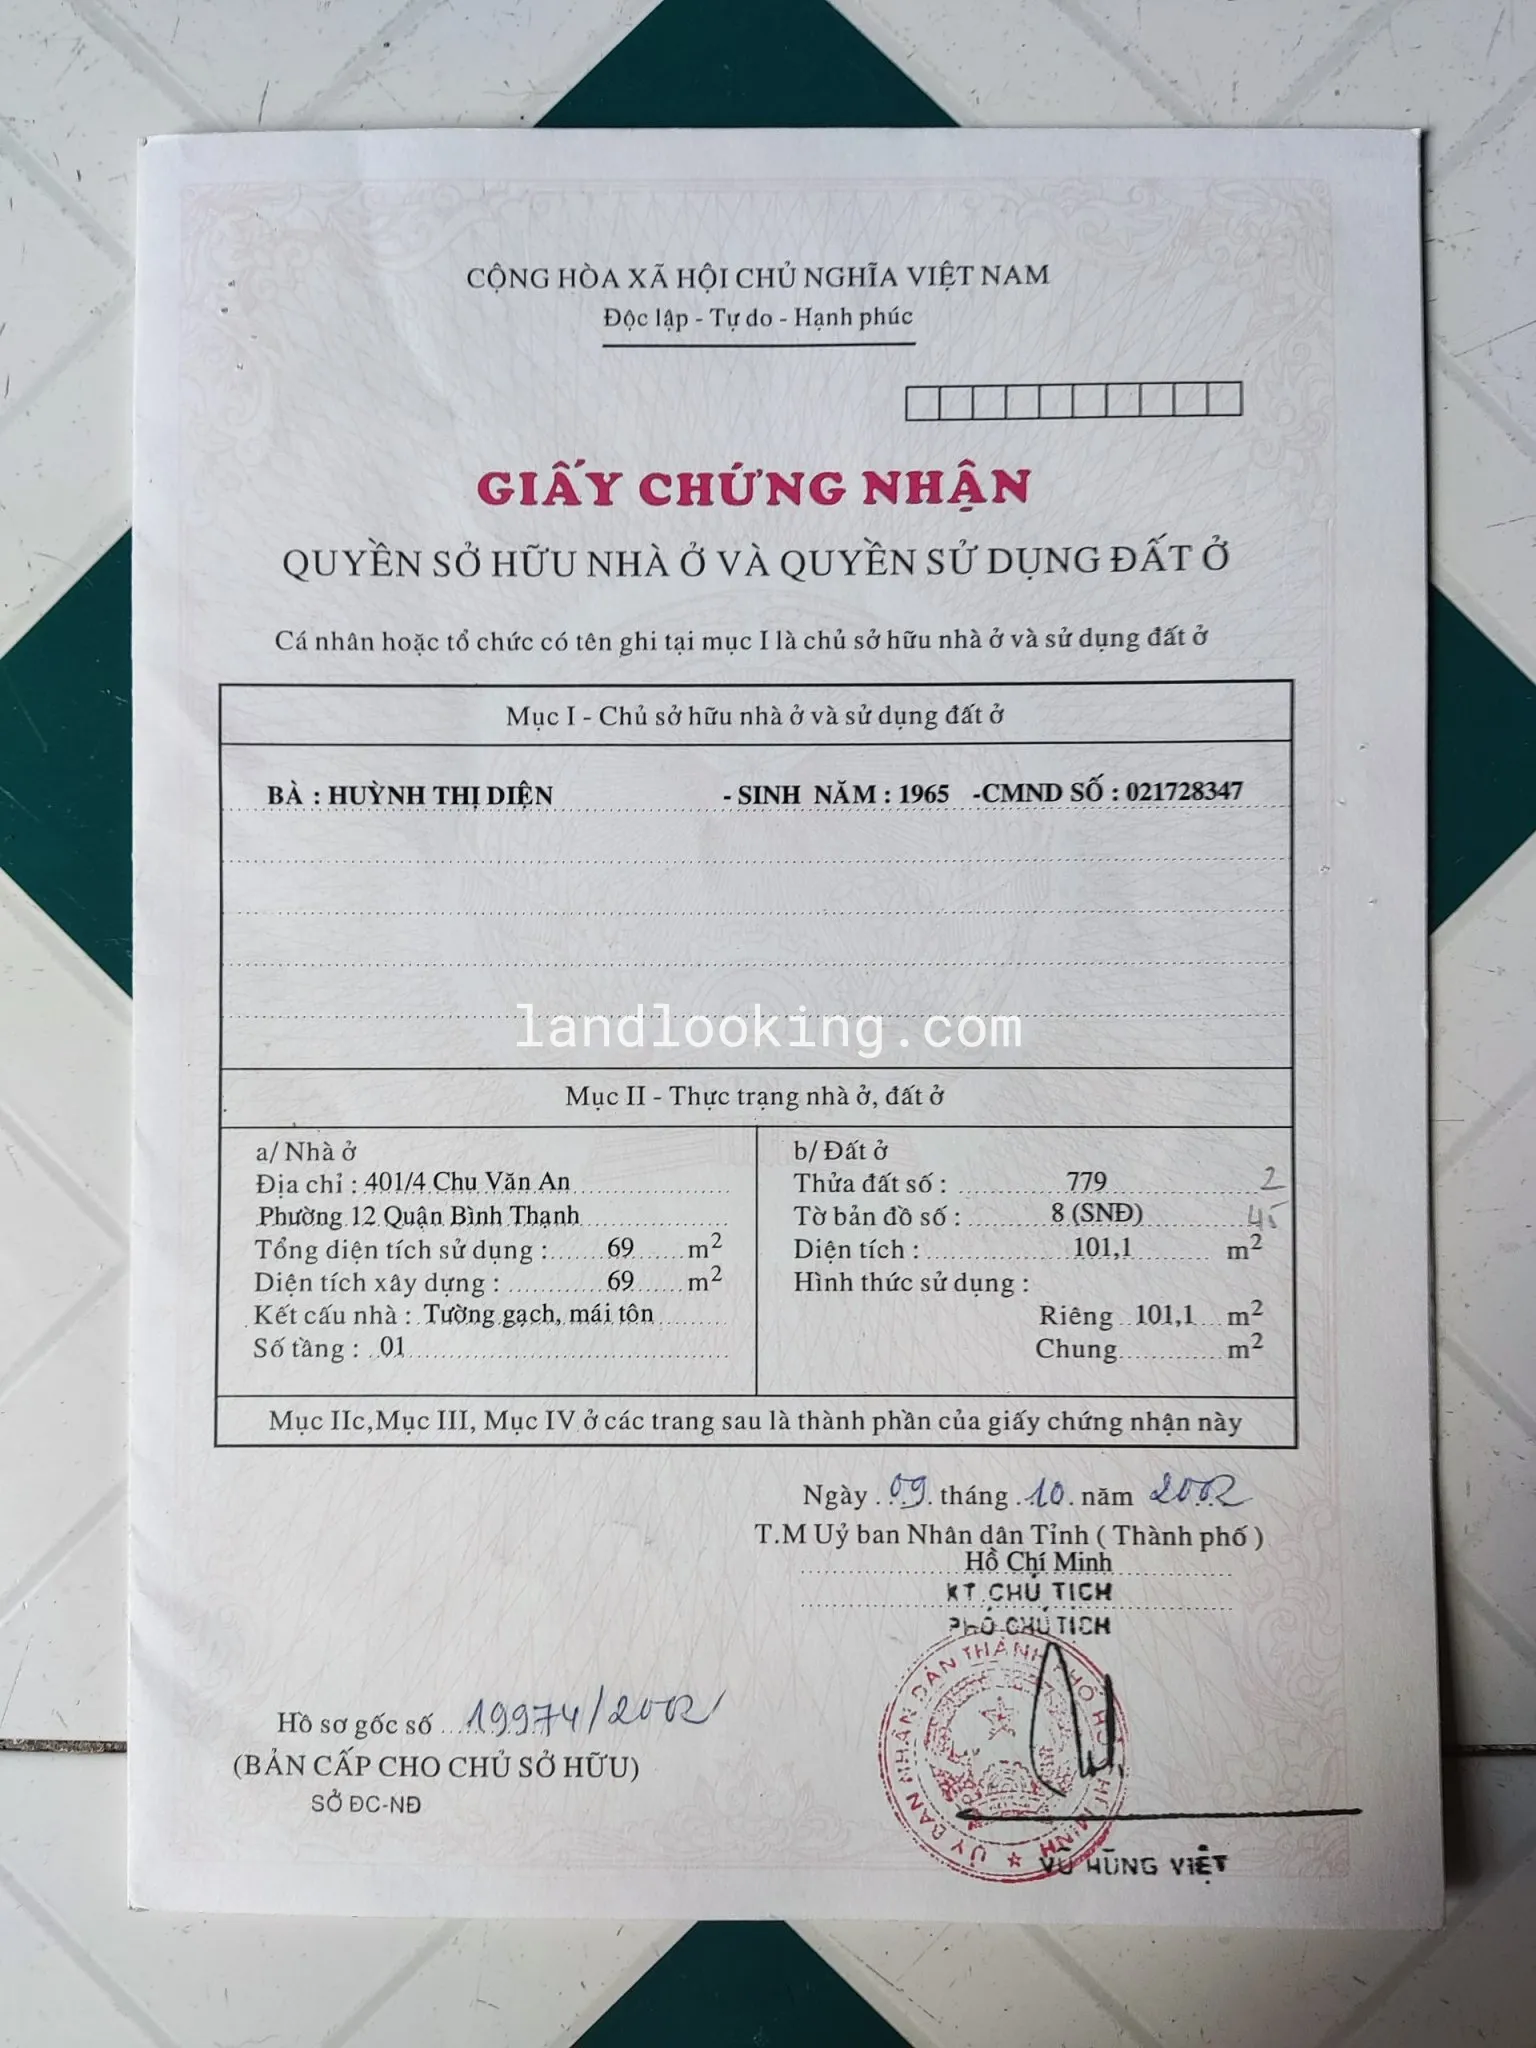 CỘNG HÒA XÃ HỘI CHỦ NGHĨA VIỆT NAM
Độc lập - Tự do - Hạnh phúc
GIẤY CHỨNG NHẬN
QUYỀN SỞ HỮU NHÀ Ở VÀ QUYỀN SỬ DỤNG ĐẤT Ở
Cá nhân hoặc tổ chức có tên ghi tại mục I là chủ sở hữu nhà ở và sử dụng đất ở
Mục I - Chủ sở hữu nhà ở và sử dụng đất ở
BÀ : HUỲNH THỊ DIỆN - SINH NĂM : 1965 -CMND SỐ : 021728347
landlooking.com
Mục II - Thực trạng nhà ở, đất ở
a/ Nhà ở
Địa chỉ : 401/4 Chu Văn An
Phường 12 Quận Bình Thạnh
Tổng diện tích sử dụng : 69 m2
Diện tích xây dựng : 69 m2
Kết cấu nhà : Tường gạch, mái tôn
Số tầng : 01
b/ Đất ở
Thửa đất số : 779 2
Tờ bản đồ số : 8 (SNĐ) 45
Diện tích : 101,1 m2
Hình thức sử dụng :
Riêng 101,1 m2
Chung m2
Mục IIc,Mục III, Mục IV ở các trang sau là thành phần của giấy chứng nhận này
Ngày 09 tháng 10 năm 2002
T.M Uỷ ban Nhân dân Tỉnh ( Thành phố )
Hồ Chí Minh
KT.CHỦ TỊCH
PHÓ CHỦ TỊCH
ỦY BAN NHÂN DÂN THÀNH PHỐ HỒ CHÍ MINH
VŨ HÙNG VIỆT
Hồ sơ gốc số 19974/2002
(BẢN CẤP CHO CHỦ SỞ HỮU)
SỞ ĐC-NĐ